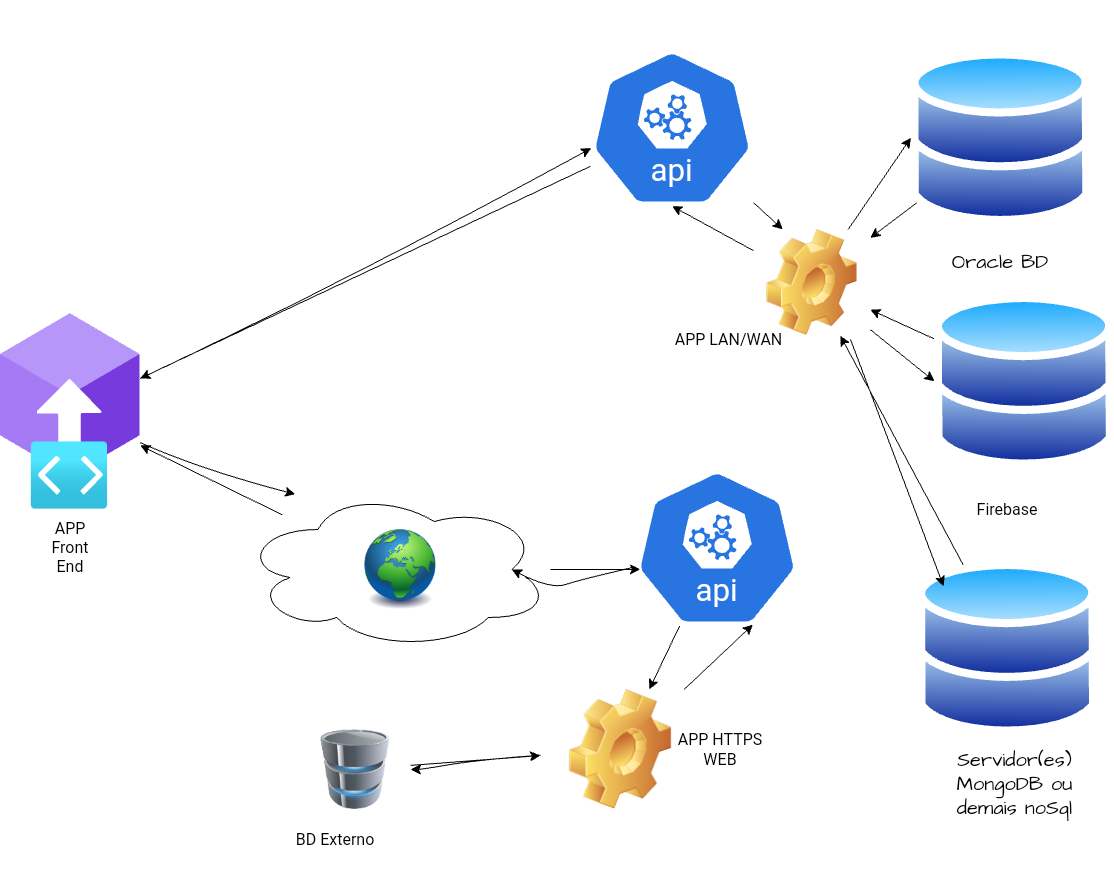 api
Oracle BD
APP LAN/WAN
Firebase
APP
Front
End
api
APP HTTPS
WEB
Servidor(es)
MongoDB ou
demais noSql
BD Externo